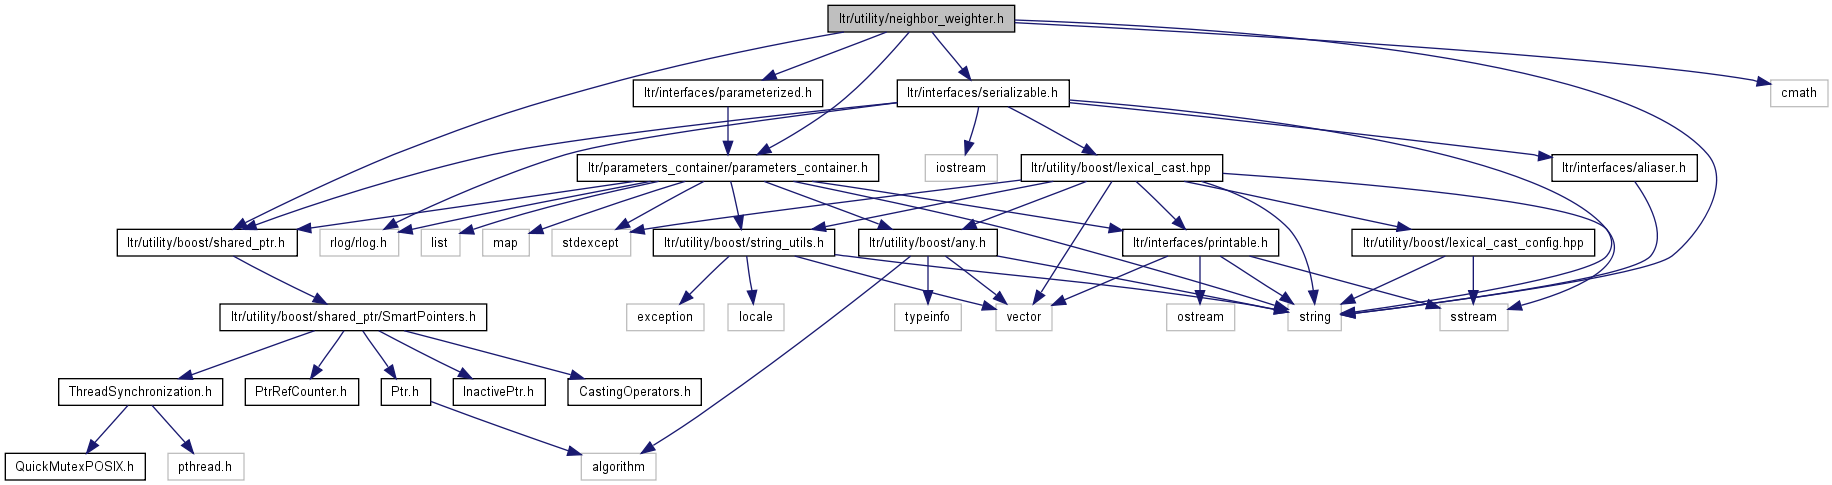 ltr/utility/neighbor_weighter.h
ltr/interfaces/parameterized.h
ltr/interfaces/serializable.h
cmath
ltr/parameters_container/parameters_container.h
iostream
ltr/utility/boost/lexical_cast.hpp
ltr/interfaces/aliaser.h
ltr/utility/boost/shared_ptr.h
rlog/rlog.h
list
map
stdexcept
ltr/utility/boost/string_utils.h
ltr/utility/boost/any.h
ltr/interfaces/printable.h
ltr/utility/boost/lexical_cast_config.hpp
ltr/utility/boost/shared_ptr/SmartPointers.h
exception
locale
typeinfo
vector
ostream
string
sstream
ThreadSynchronization.h
PtrRefCounter.h
Ptr.h
InactivePtr.h
CastingOperators.h
QuickMutexPOSIX.h
pthread.h
algorithm